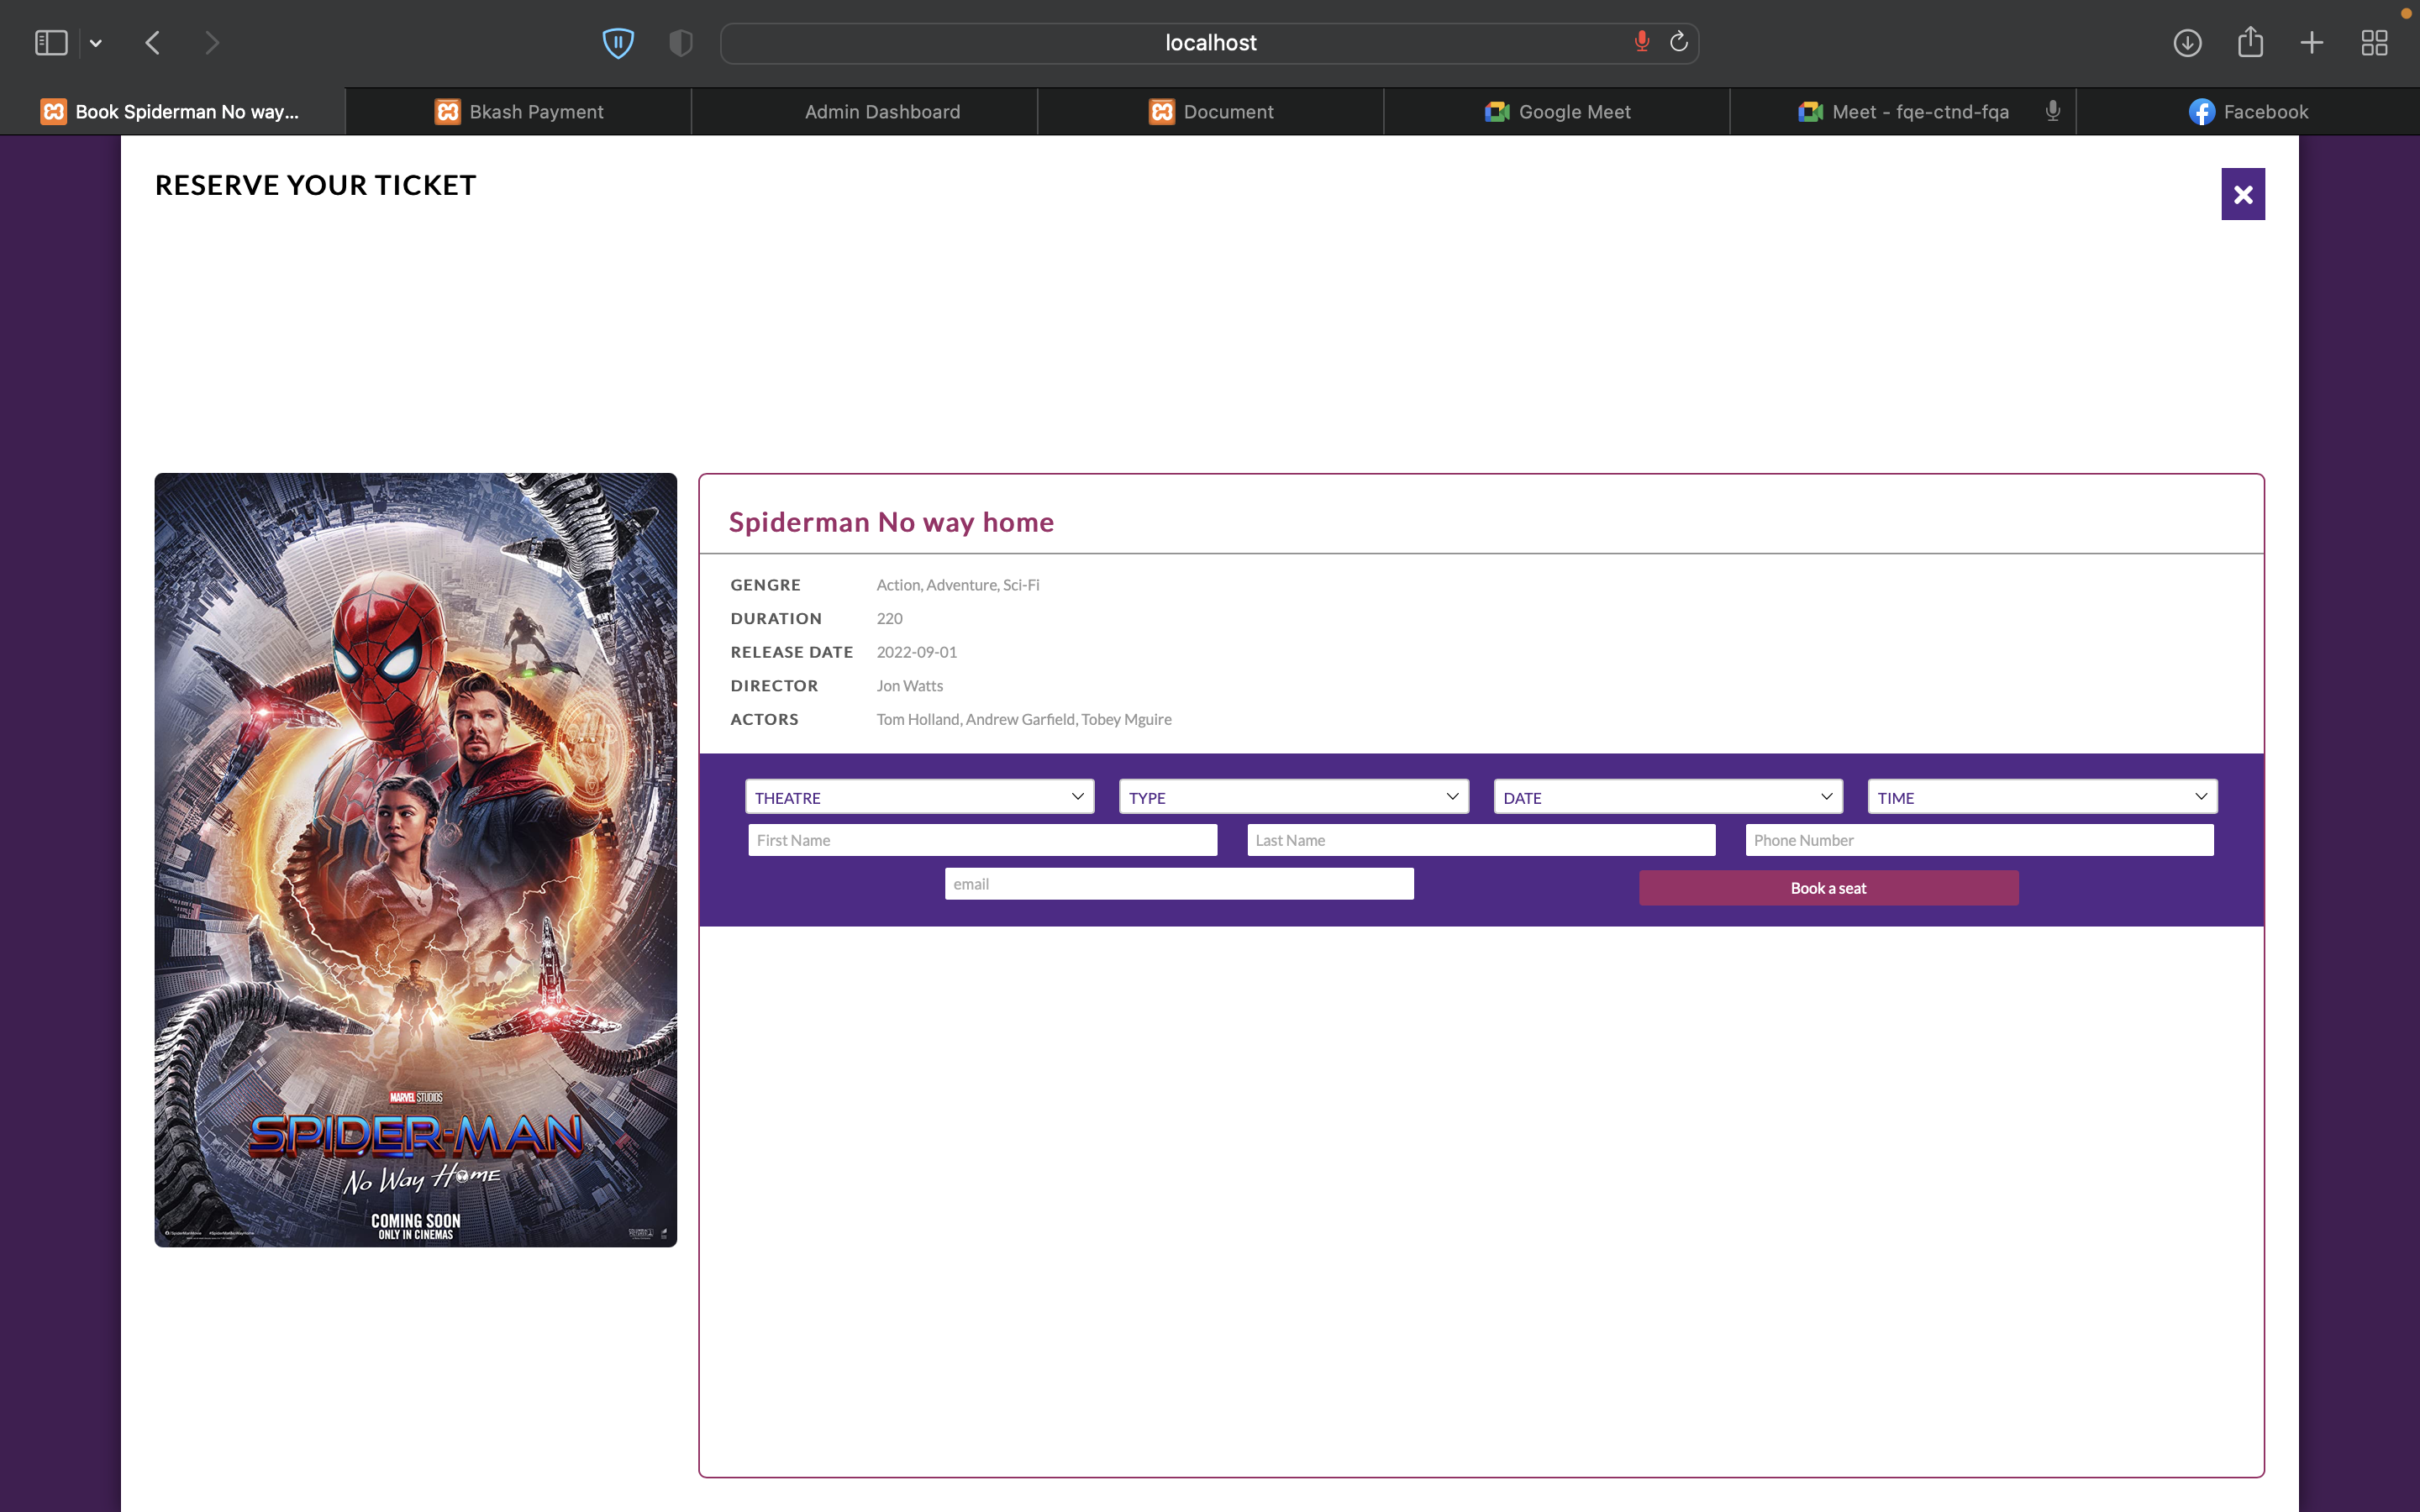 localhost
Book Spiderman No way...
Bkash Payment
Admin Dashboard
Document
Google Meet
Meet - fqe-ctnd-fqa
Facebook
RESERVE YOUR TICKET
MARVEL STUDIOS
SPIDER-MAN
No Way Home
COMING SOON
ONLY IN CINEMAS
Spiderman No way home
GENGRE Action, Adventure, Sci-Fi
DURATION 220
RELEASE DATE 2022-09-01
DIRECTOR Jon Watts
ACTORS Tom Holland, Andrew Garfield, Tobey Mguire
THEATRE TYPE DATE TIME
First Name Last Name Phone Number
email Book a seat